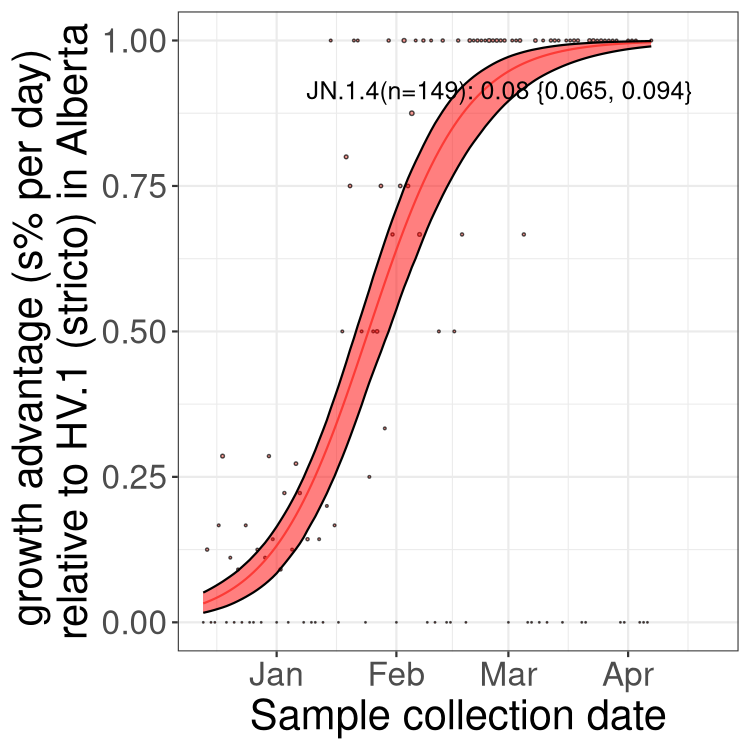 growth advantage (s% per day)
relative to HV.1 (stricto) in Alberta
1.00
0.75
0.50
0.25
0.00
JN.1.4(n=149): 0.08 {0.065, 0.094}
Jan Feb Mar Apr
Sample collection date